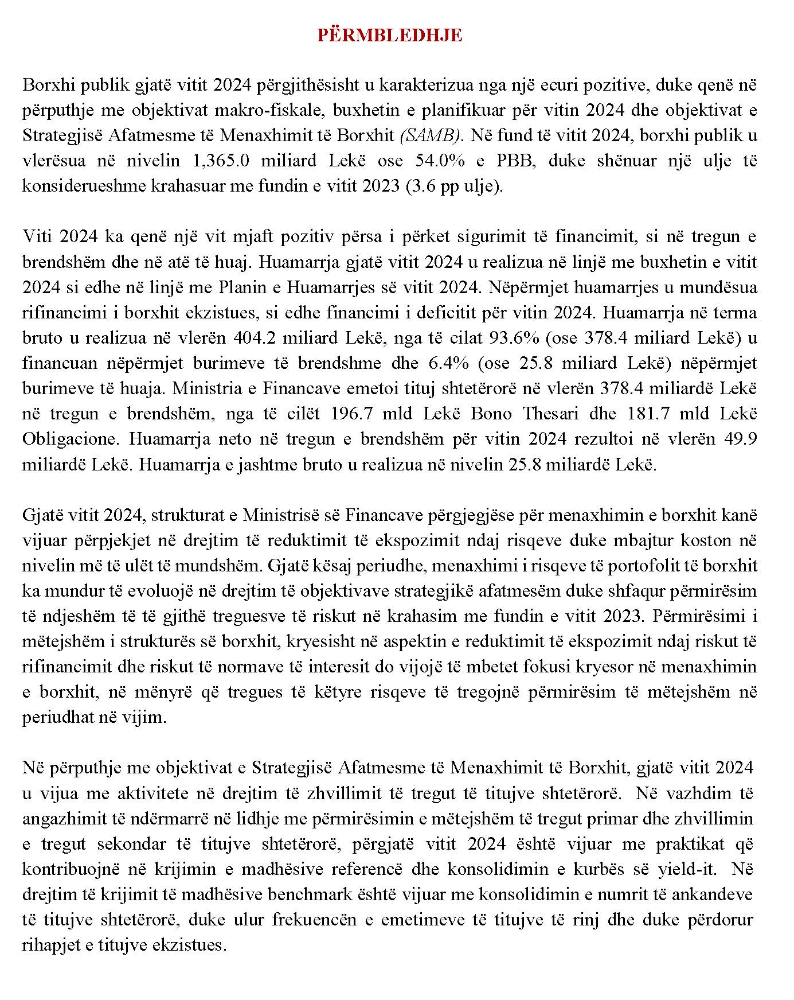 PËRMBLEDHJE
Borxhi publik gjatë vitit 2024 përgjithësisht u karakterizua nga një ecuri pozitive, duke qenë në
përputhje me objektivat makro-fiskale, buxhetin e planifikuar për vitin 2024 dhe objektivat e
Strategjisë Afatmesme të Menaxhimit të Borxhit (SAMB). Në fund të vitit 2024, borxhi publik u
vlerësua në nivelin 1,365.0 miliard Lekë ose 54.0% e PBB, duke shënuar një ulje të
konsiderueshme krahasuar me fundin e vitit 2023 (3.6 pp ulje).
Viti 2024 ka qenë një vit mjaft pozitiv përsa i përket sigurimit të financimit, si në tregun e
brendshëm dhe në atë të huaj. Huamarrja gjatë vitit 2024 u realizua në linjë me buxhetin e vitit
2024 si edhe në linjë me Planin e Huamarrjes së vitit 2024. Nëpërmjet huamarrjes u mundësua
rifinancimi i borxhit ekzistues, si edhe financimi i deficitit për vitin 2024. Huamarrja në terma
bruto u realizua në vlerën 404.2 miliard Lekë, nga të cilat 93.6% (ose 378.4 miliard Lekë) u
financuan nëpërmjet burimeve të brendshme dhe 6.4% (ose 25.8 miliard Lekë) nëpërmjet
burimeve të huaja. Ministria e Financave emetoi tituj shtetërorë në vlerën 378.4 miliardë Lekë
në tregun e brendshëm, nga të cilët 196.7 mld Lekë Bono Thesari dhe 181.7 mld Lekë
Obligacione. Huamarrja neto në tregun e brendshëm për vitin 2024 rezultoi në vlerën 49.9
miliardë Lekë. Huamarrja e jashtme bruto u realizua në nivelin 25.8 miliardë Lekë.
Gjatë vitit 2024, strukturat e Ministrisë së Financave përgjegjëse për menaxhimin e borxhit kanë
vijuar përpjekjet në drejtim të reduktimit të ekspozimit ndaj risqeve duke mbajtur koston në
nivelin më të ulët të mundshëm. Gjatë kësaj periudhe, menaxhimi i risqeve të portofolit të borxhit
ka mundur të evoluojë në drejtim të objektivave strategjikë afatmesëm duke shfaqur përmirësim
të ndjeshëm të të gjithë treguesve të riskut në krahasim me fundin e vitit 2023. Përmirësimi i
mëtejshëm i strukturës së borxhit, kryesisht në aspektin e reduktimit të ekspozimit ndaj riskut të
rifinancimit dhe riskut të normave të interesit do vijojë të mbetet fokusi kryesor në menaxhimin
e borxhit, në mënyrë që tregues të këtyre risqeve të tregojnë përmirësim të mëtejshëm në
periudhat në vijim.
Në përputhje me objektivat e Strategjisë Afatmesme të Menaxhimit të Borxhit, gjatë vitit 2024
u vijua me aktivitete në drejtim të zhvillimit të tregut të titujve shtetërorë.  Në vazhdim të
angazhimit të ndërmarrë në lidhje me përmirësimin e mëtejshëm të tregut primar dhe zhvillimin
e tregut sekondar të titujve shtetërorë, përgjatë vitit 2024 është vijuar me praktikat që
kontribuojnë në krijimin e madhësive referencë dhe konsolidimin e kurbës së yield-it.  Në
drejtim të krijimit të madhësive benchmark është vijuar me konsolidimin e numrit të ankandeve
të titujve shtetërorë, duke ulur frekuencën e emetimeve të titujve të rinj dhe duke përdorur
rihapjet e titujve ekzistues.